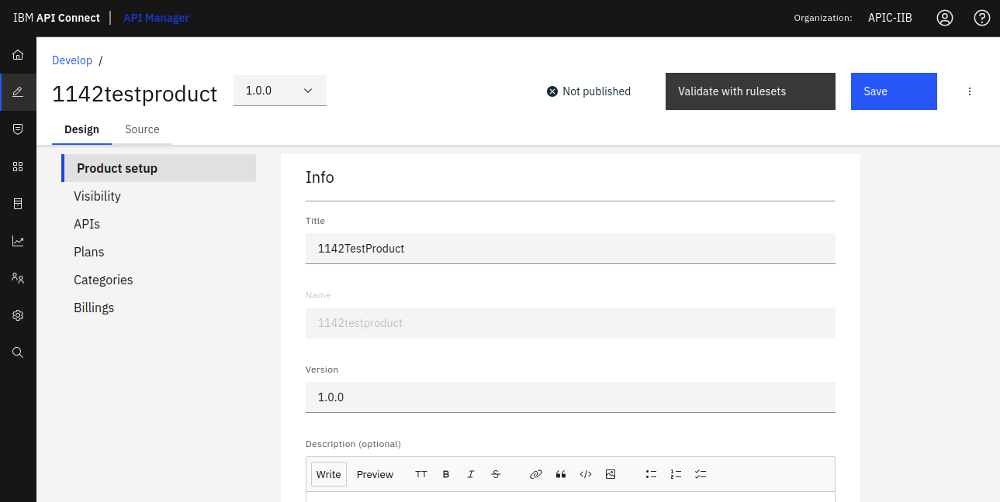 IBM API Connect | API Manager
Organization: APIC-IIB
Develop /
1142testproduct
1.0.0
Not published
Validate with rulesets
Save
Design
Source
Product setup
Visibility
APIs
Plans
Categories
Billings
Info
Title
1142TestProduct
Name
1142testproduct
Version
1.0.0
Description (optional)
Write Preview TT B I S